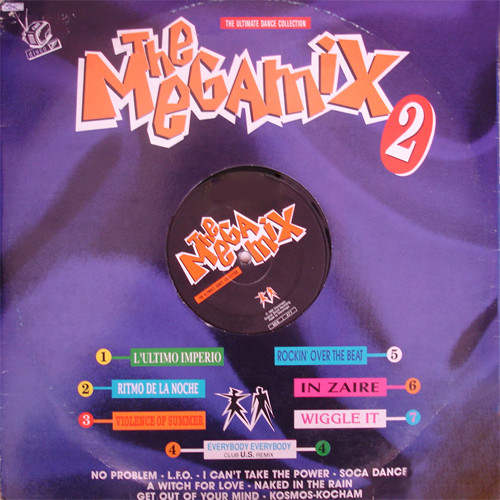 THE ULTIMATE DANCE COLLECTION
THE MEGAMIX
2
THE MEGAMIX
1 L'ULTIMO IMPERIO
2 RITMO DE LA NOCHE
3 VIOLENCE OF SUMMER
4 EVERYBODY EVERYBODY 4
CLUB U.S. REMIX
ROCKIN' OVER THE BEAT 5
IN ZAIRE 6
WIGGLE IT 7
NO PROBLEM - L.F.O. - I CAN'T TAKE THE POWER - SOCA DANCE
A WITCH FOR LOVE - NAKED IN THE RAIN
GET OUT OF YOUR MIND - KOSMOS-KOCHAM